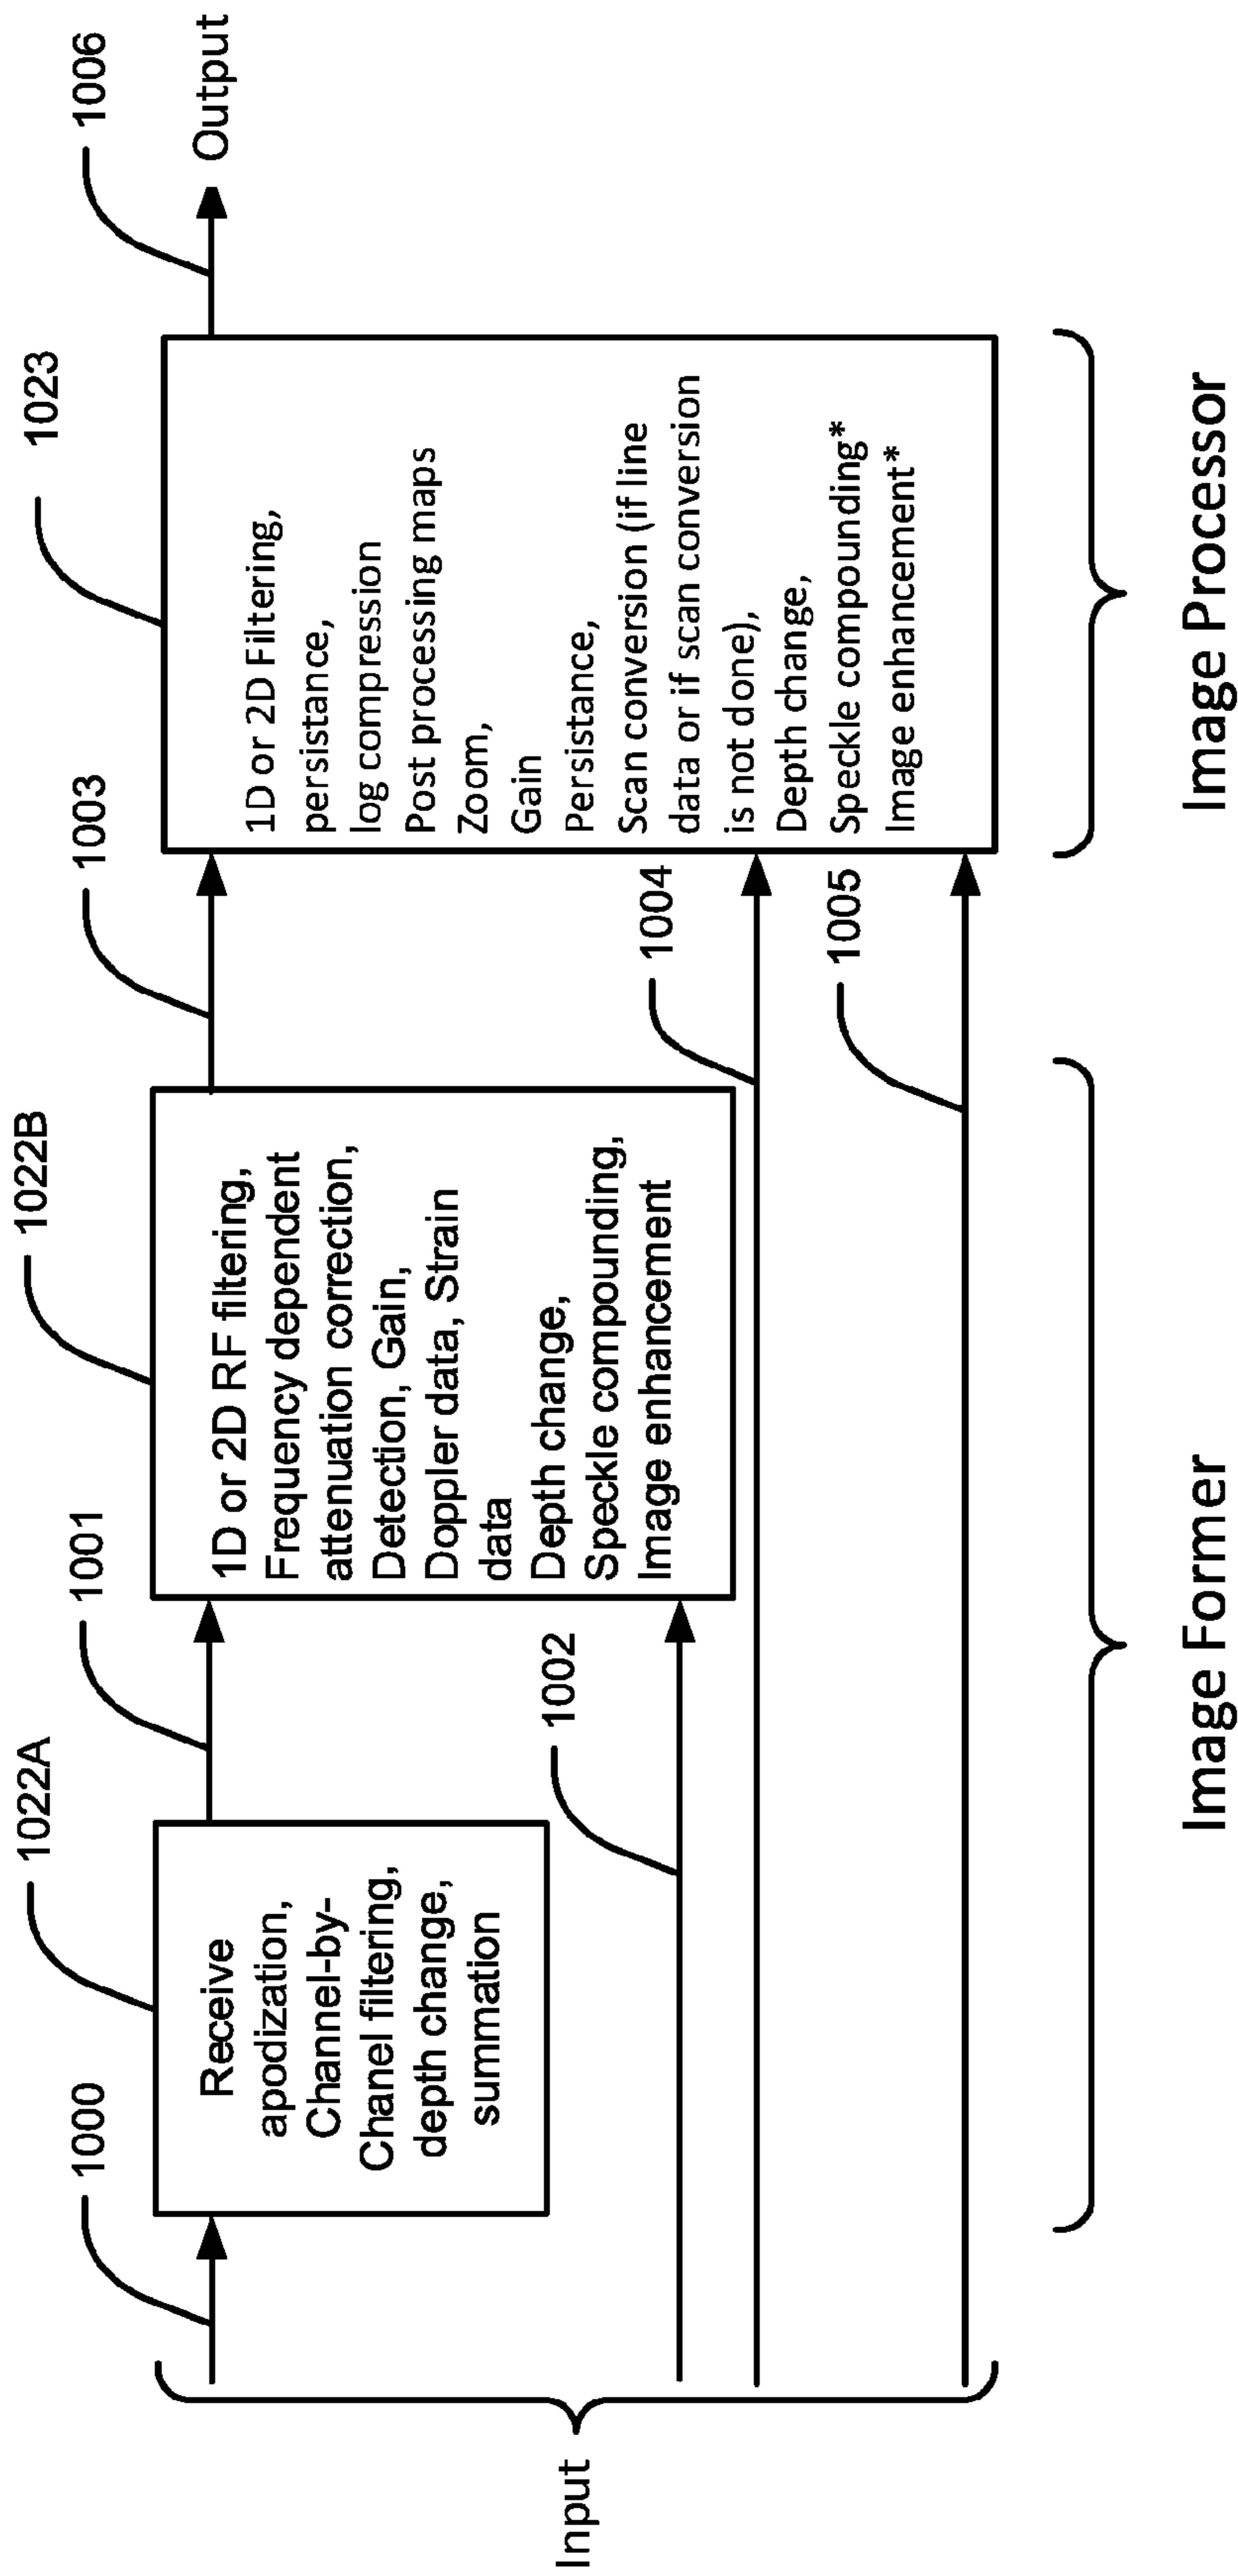 1000
1022A
Receive
apodization,
Channel-by-
Chanel filtering,
depth change,
summation
1001
1022B
1D or 2D RF filtering,
Frequency dependent
attenuation correction,
Detection, Gain,
Doppler data, Strain
data
Depth change,
Speckle compounding,
Image enhancement
1003
1023
1D or 2D Filtering,
persistance,
log compression
Post processing maps
Zoom,
Gain
Persistance,
Scan conversion (if line
data or if scan conversion
is not done),
Depth change,
Speckle compounding*
Image enhancement*
1006
Output
Input
1002
1004
1005
Image Former
Image Processor